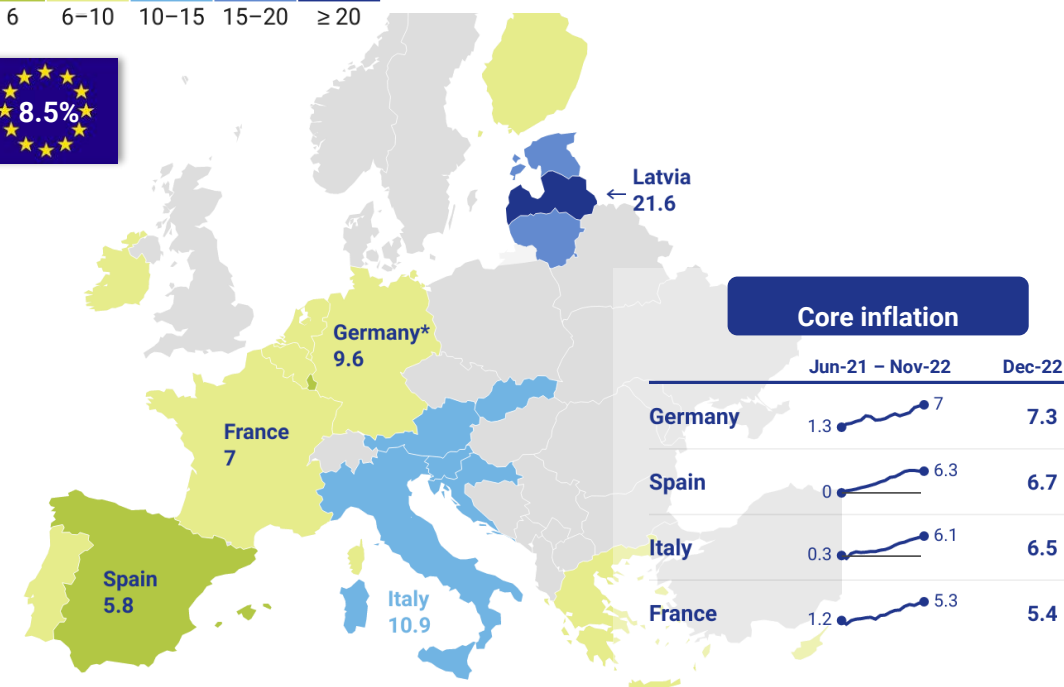 6 6–10 10–15 15–20 ≥ 20
8.5%
Latvia
21.6
Germany*
9.6
France
7
Spain
5.8
Italy
10.9
Core inflation
Jun-21 – Nov-22 Dec-22
Germany 1.3 7 7.3
Spain 0 6.3 6.7
Italy 0.3 6.1 6.5
France 1.2 5.3 5.4